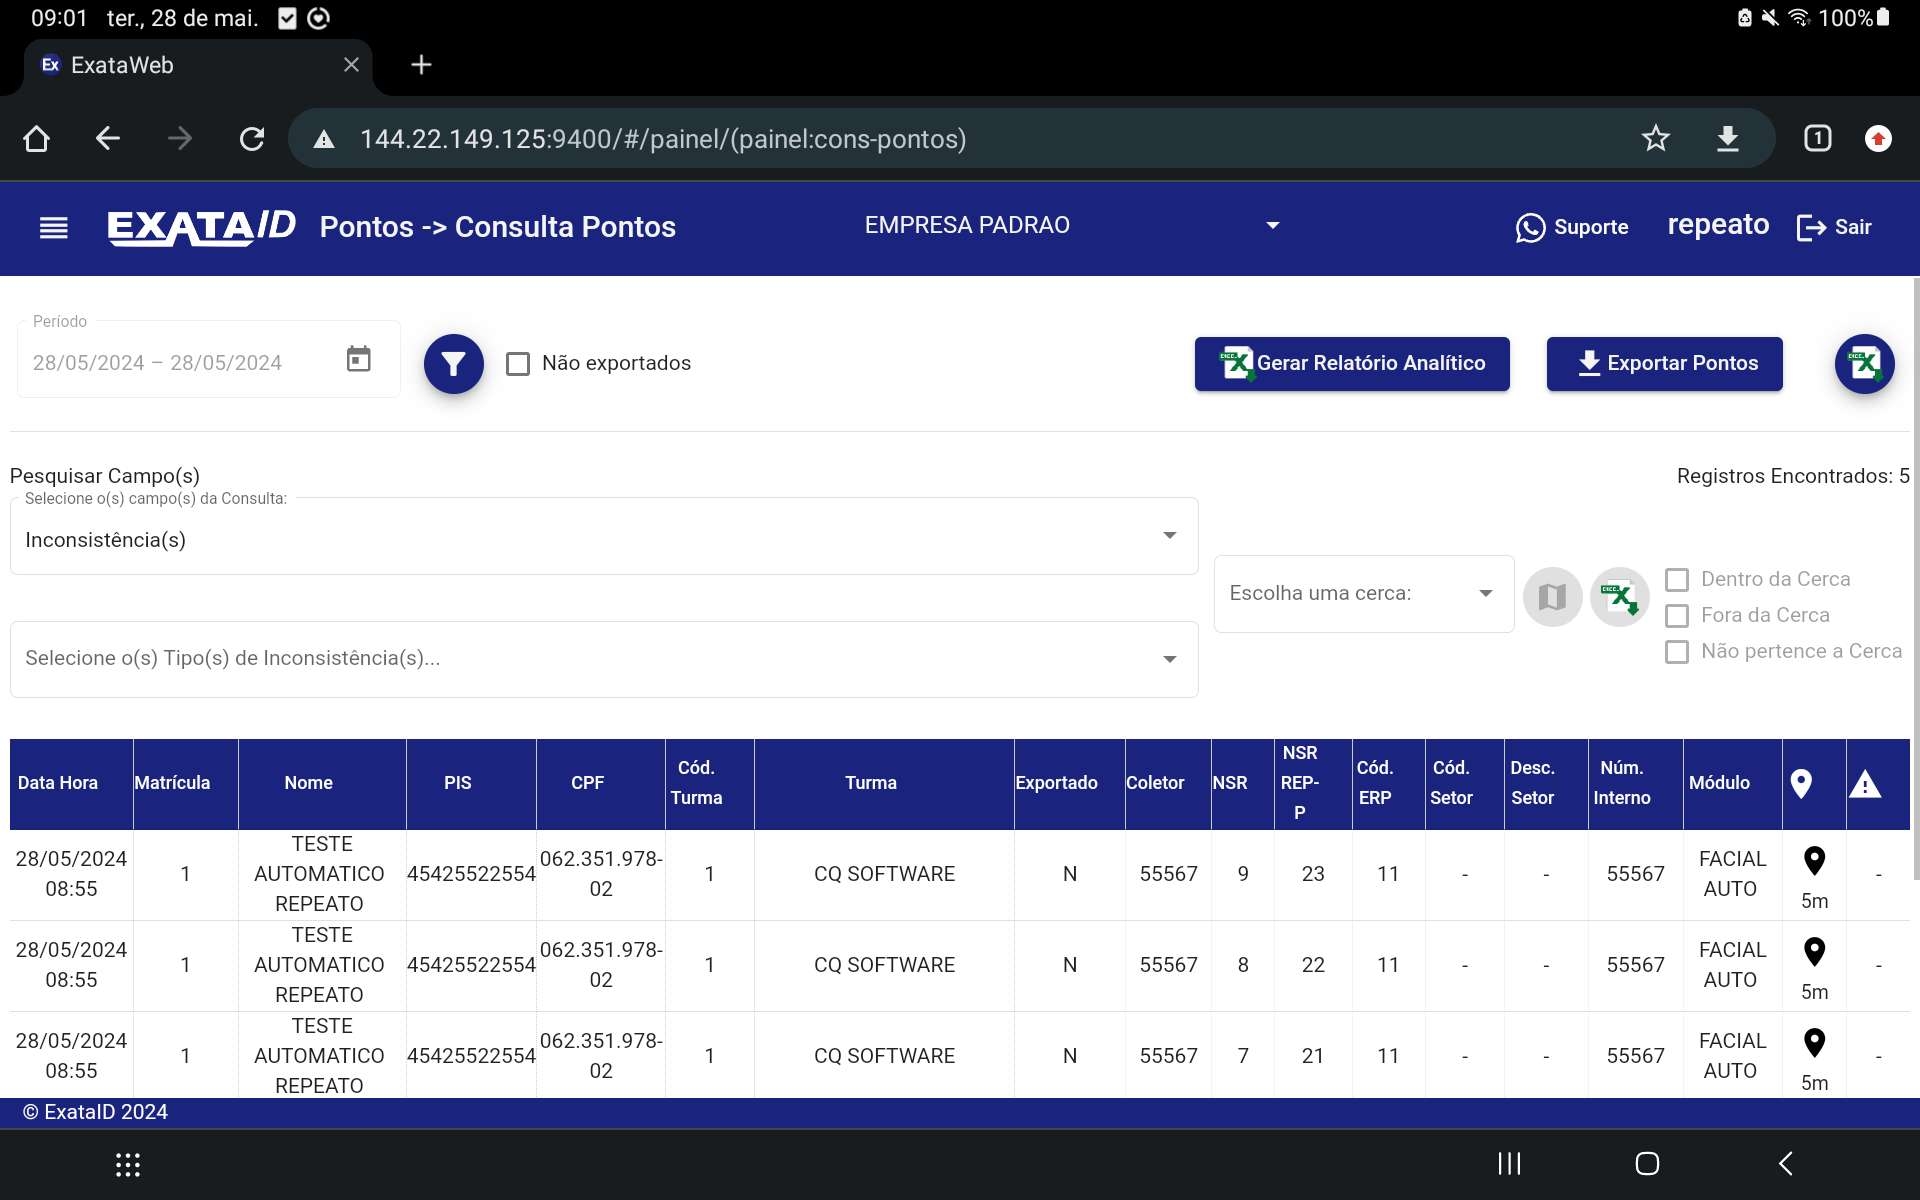 09:01 ter., 28 de mai. 100%
Ex ExataWeb
144.22.149.125:9400/#/painel/(painel:cons-pontos) 1
EXATAID Pontos -> Consulta Pontos EMPRESA PADRAO Suporte repeato Sair
Período
28/05/2024 – 28/05/2024 Não exportados Gerar Relatório Analítico Exportar Pontos
Pesquisar Campo(s) Registros Encontrados: 5
Selecione o(s) campo(s) da Consulta:
Inconsistência(s)
Escolha uma cerca: Dentro da Cerca
Fora da Cerca
Não pertence a Cerca
Selecione o(s) Tipo(s) de Inconsistência(s)...
Data Hora Matrícula Nome PIS CPF Cód. Turma Turma Exportado Coletor NSR NSR REP-P Cód. ERP Cód. Setor Desc. Setor Núm. Interno Módulo
28/05/2024 08:55 1 TESTE AUTOMATICO REPEATO 45425522554 062.351.978-02 1 CQ SOFTWARE N 55567 9 23 11 - - 55567 FACIAL AUTO 5m -
28/05/2024 08:55 1 TESTE AUTOMATICO REPEATO 45425522554 062.351.978-02 1 CQ SOFTWARE N 55567 8 22 11 - - 55567 FACIAL AUTO 5m -
28/05/2024 08:55 1 TESTE AUTOMATICO REPEATO 45425522554 062.351.978-02 1 CQ SOFTWARE N 55567 7 21 11 - - 55567 FACIAL AUTO 5m -
© ExataID 2024